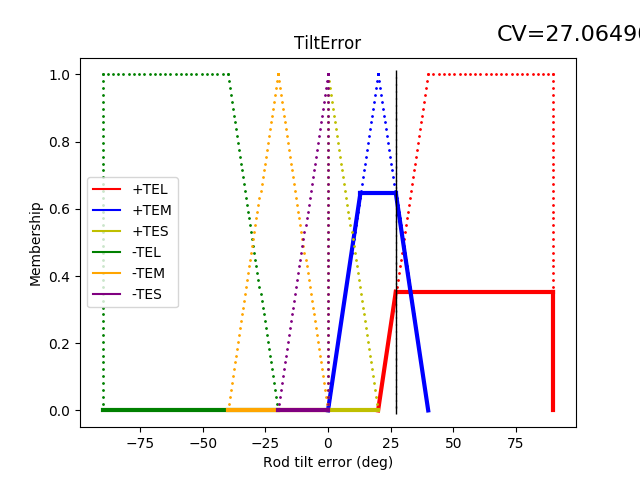 CV=27.0649
TiltError
1.0
0.8
0.6
0.4
0.2
0.0
Membership
+TEL
+TEM
+TES
-TEL
-TEM
-TES
−75 −50 −25 0 25 50 75
Rod tilt error (deg)